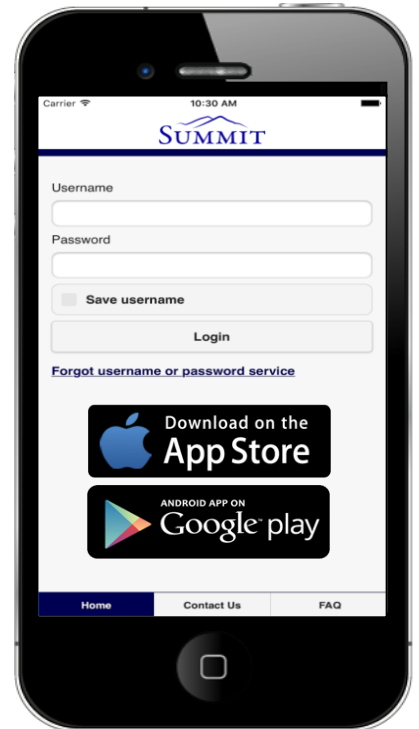 Carrier 10:30 AM
SUMMIT
Username
Password
Save username
Login
Forgot username or password service
Download on the
App Store
ANDROID APP ON
Google play
Home Contact Us FAQ